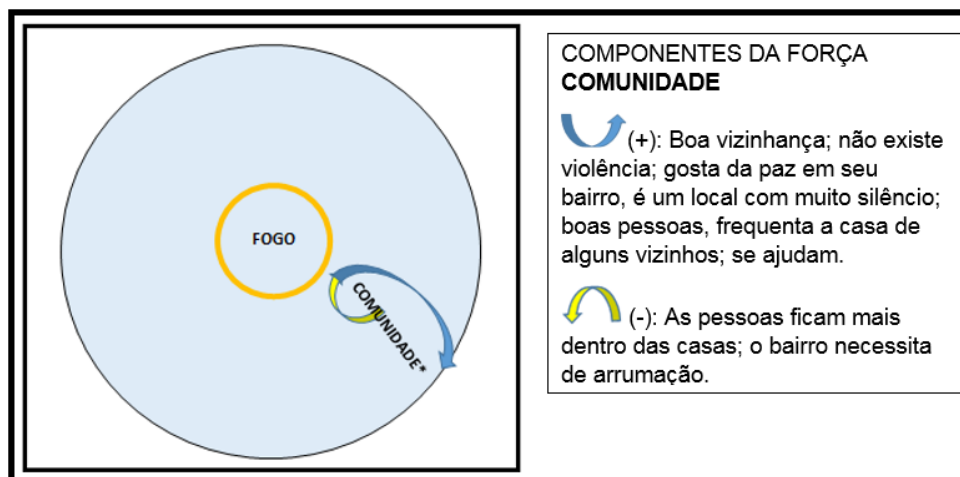 FOGO
COMUNIDADE*
COMPONENTES DA FORÇA
COMUNIDADE
(+): Boa vizinhança; não existe
violência; gosta da paz em seu
bairro, é um local com muito silêncio;
boas pessoas, frequenta a casa de
alguns vizinhos; se ajudam.
(-): As pessoas ficam mais
dentro das casas; o bairro necessita
de arrumação.